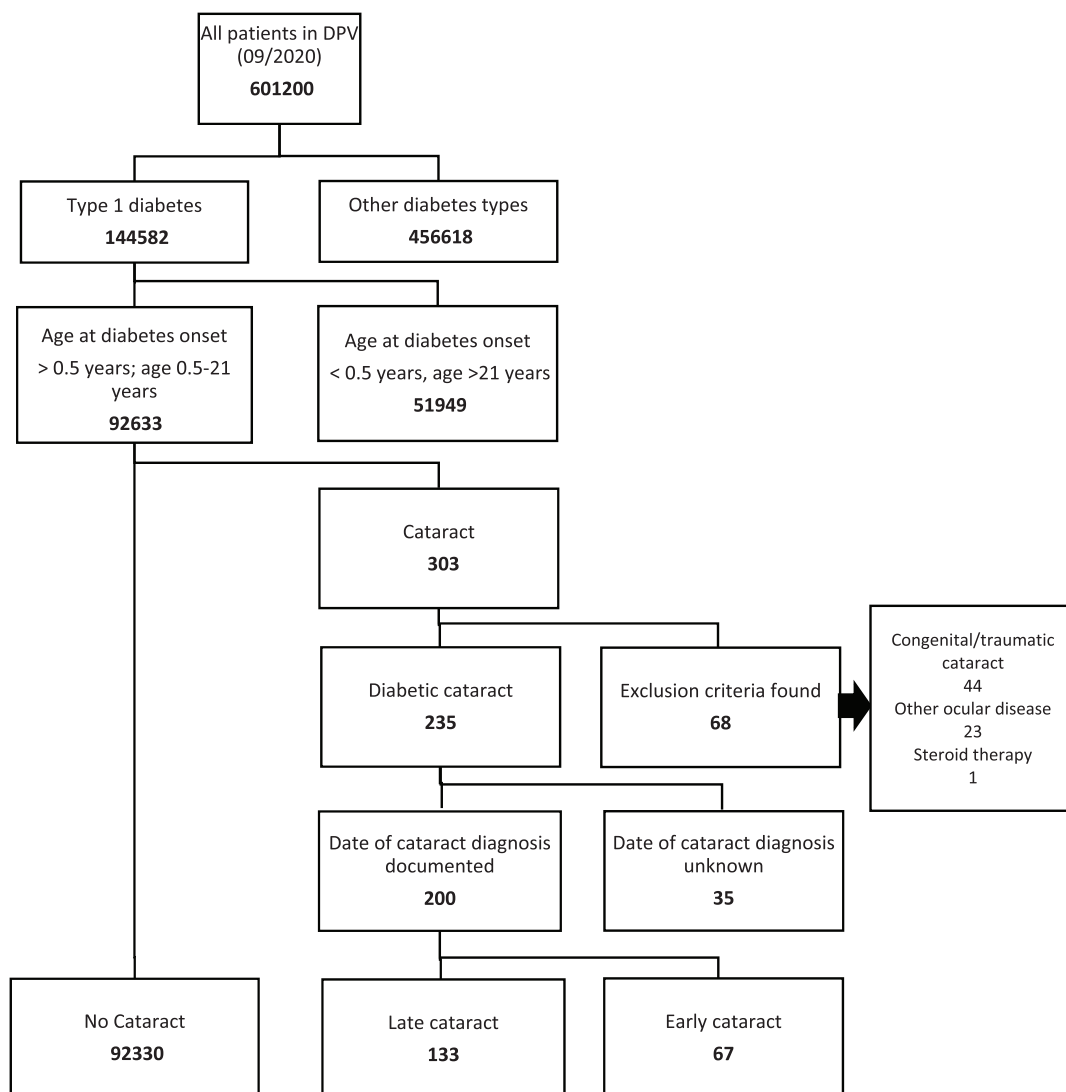 All patients in DPV
(09/2020)
601200
Type 1 diabetes
144582
Other diabetes types
456618
Age at diabetes onset
> 0.5 years; age 0.5-21
years
92633
Age at diabetes onset
< 0.5 years, age >21 years
51949
Cataract
303
Diabetic cataract
235
Exclusion criteria found
68
Congenital/traumatic
cataract
44
Other ocular disease
23
Steroid therapy
1
Date of cataract diagnosis
documented
200
Date of cataract diagnosis
unknown
35
No Cataract
92330
Late cataract
133
Early cataract
67